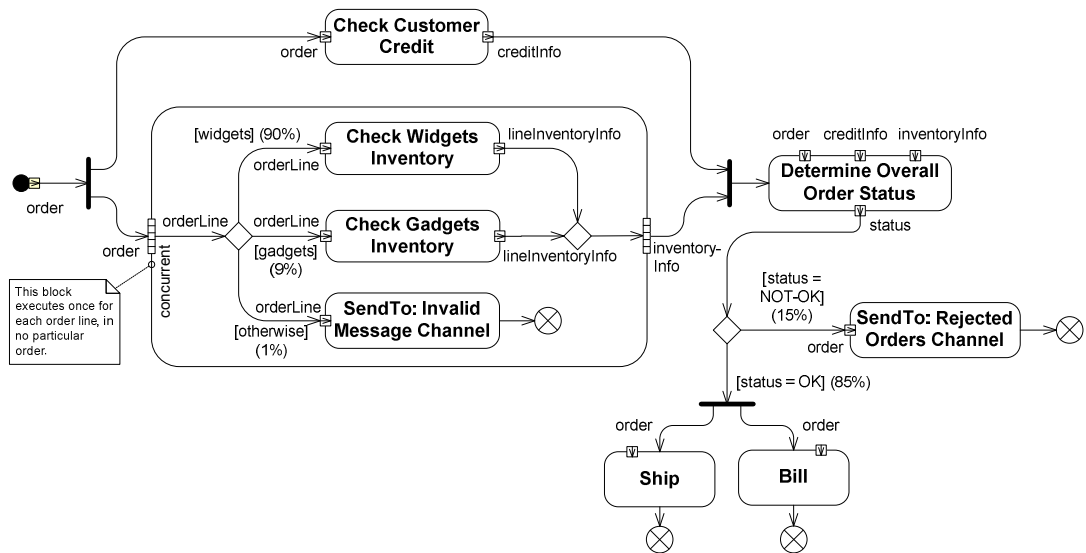 Check Customer
Credit
order
creditInfo
[widgets] (90%)
orderLine
Check Widgets
Inventory
lineInventoryInfo
order
orderLine
orderLine
[gadgets]
(9%)
Check Gadgets
Inventory
lineInventoryInfo
order
concurrent
inventory-
Info
This block
executes once for
each order line, in
no particular
order.
orderLine
[otherwise]
(1%)
SendTo: Invalid
Message Channel
order
creditInfo
inventoryInfo
Determine Overall
Order Status
status
[status =
NOT-OK]
(15%)
order
SendTo: Rejected
Orders Channel
[status = OK] (85%)
order
order
Ship
Bill